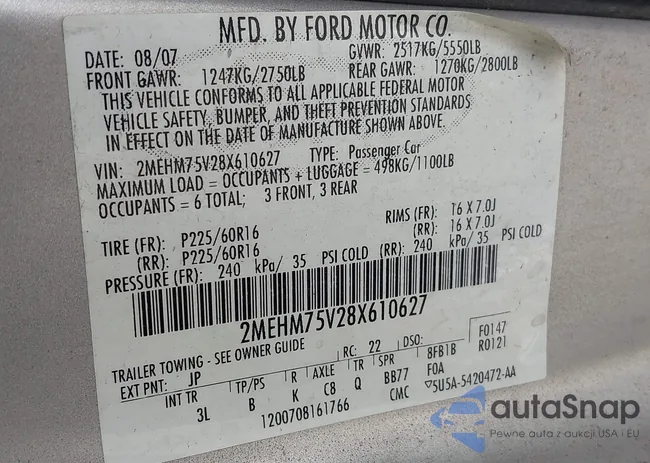 MFD. BY FORD MOTOR CO.
DATE: 08/07 GVWR: 2517KG/5550LB
FRONT GAWR: 1247KG/2750LB REAR GAWR: 1270KG/2800LB
THIS VEHICLE CONFORMS TO ALL APPLICABLE FEDERAL MOTOR
VEHICLE SAFETY, BUMPER, AND THEFT PREVENTION STANDARDS
IN EFFECT ON THE DATE OF MANUFACTURE SHOWN ABOVE.
VIN: 2MEHM75V28X610627 TYPE: Passenger Car
MAXIMUM LOAD = OCCUPANTS + LUGGAGE = 498KG/1100LB
OCCUPANTS = 6 TOTAL; 3 FRONT, 3 REAR
TIRE (FR): P225/60R16 RIMS (FR): 16 X 7.0J
(RR): P225/60R16 (RR): 16 X 7.0J
PRESSURE (FR): 240 kPa/ 35 PSI COLD (RR): 240 kPa/ 35 PSI COLD
2MEHM75V28X610627
TRAILER TOWING - SEE OWNER GUIDE
EXT PNT: JP RC: 22 DSO: F0147
R0121
INT TR TP/PS R AXLE TR SPR 8FB1B
3L B K C8 Q BB77 F0A
CMC ▽5U5A-5420472-AA
1200708161766
autaSnap
Pewne auta z aukcji USA i EU